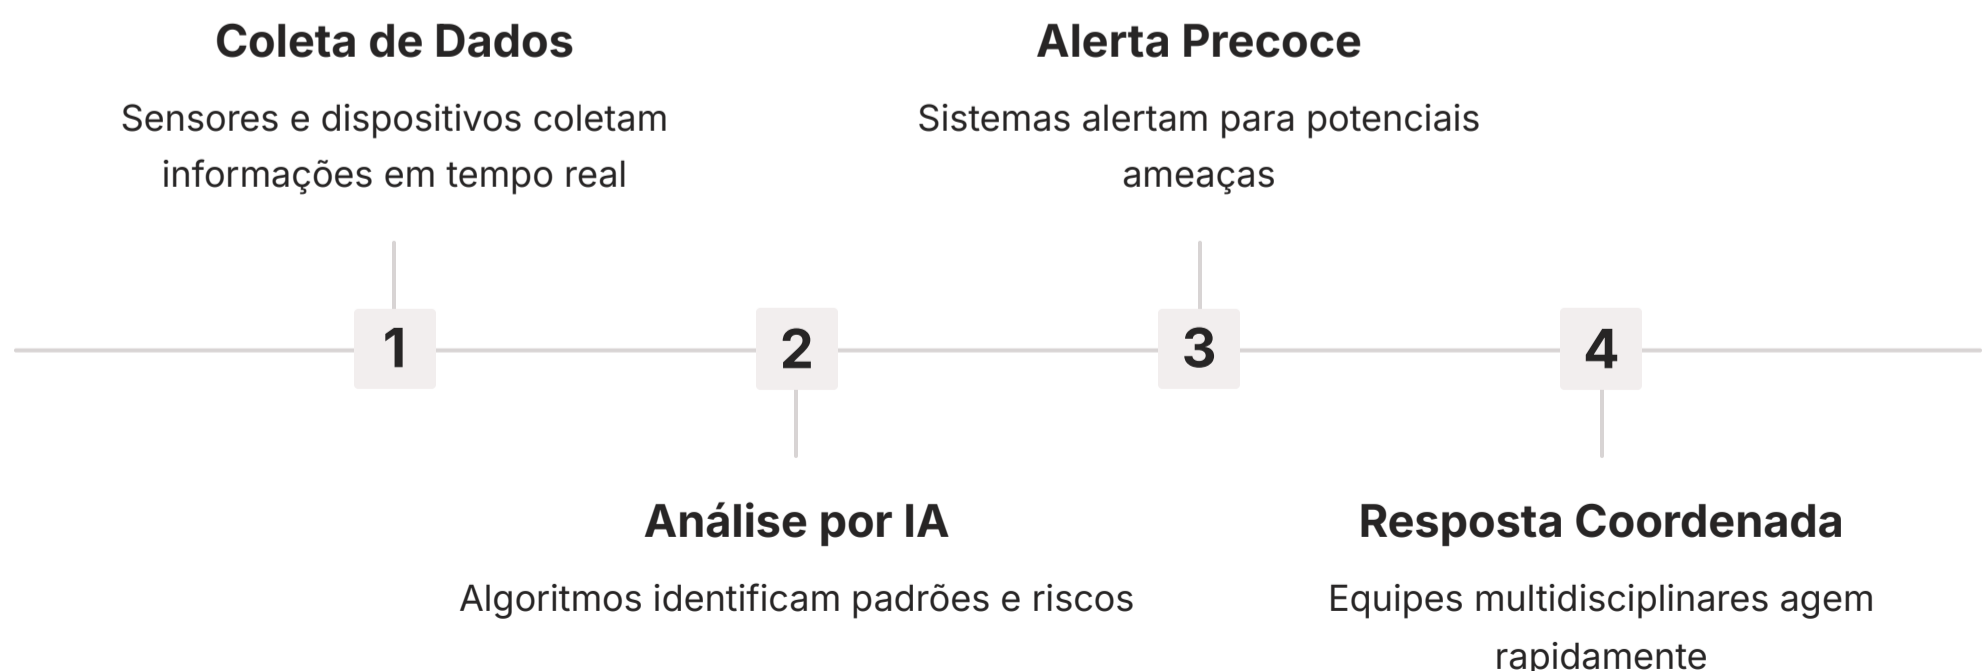 Coleta de Dados
Sensores e dispositivos coletam
informações em tempo real
Alerta Precoce
Sistemas alertam para potenciais
ameaças
1
2
3
4
Análise por IA
Algoritmos identificam padrões e riscos
Resposta Coordenada
Equipes multidisciplinares agem
rapidamente